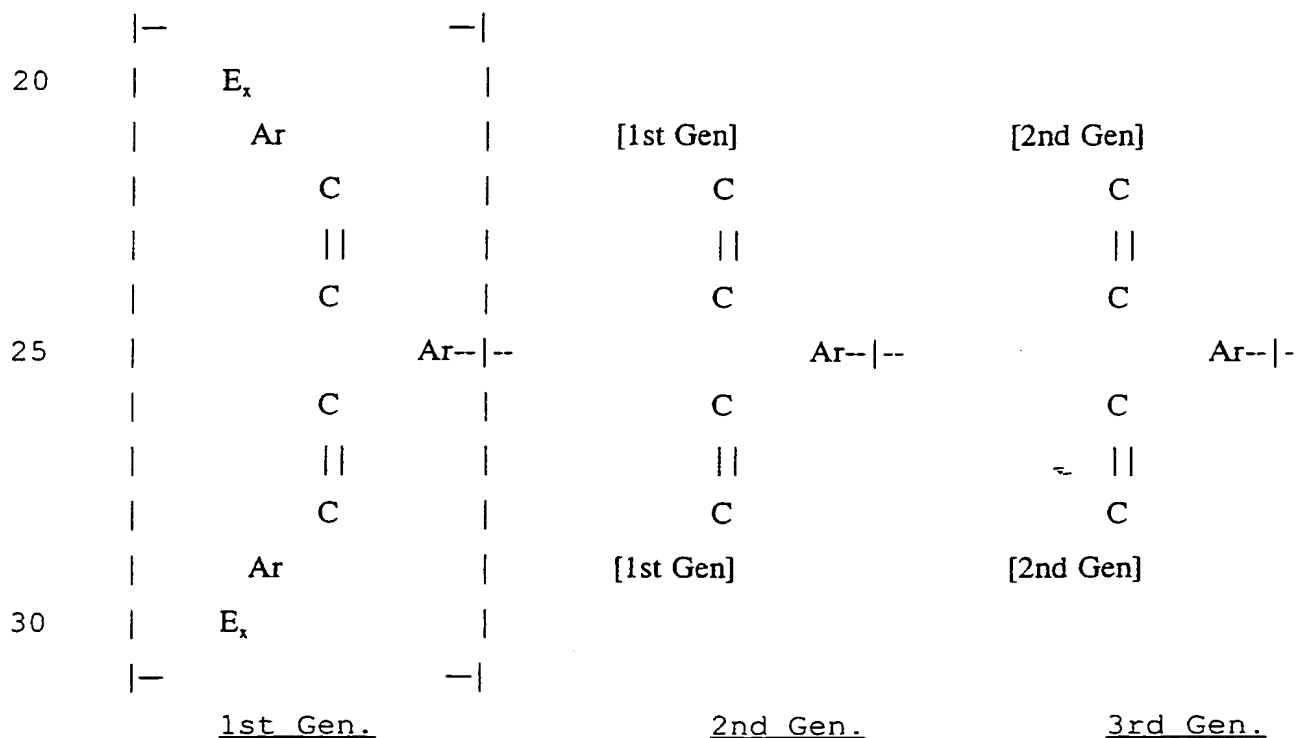 |— —|
20 | Eₓ |
| Ar | [1st Gen] [2nd Gen]
| C | C C
| || | || ||
| C | C C
25 | Ar--|-- Ar--|-- Ar--|-
| C | C C
| || | || ||
| C | C C
| Ar | [1st Gen] [2nd Gen]
30 | Eₓ |
|— —|
1st Gen. 2nd Gen. 3rd Gen.